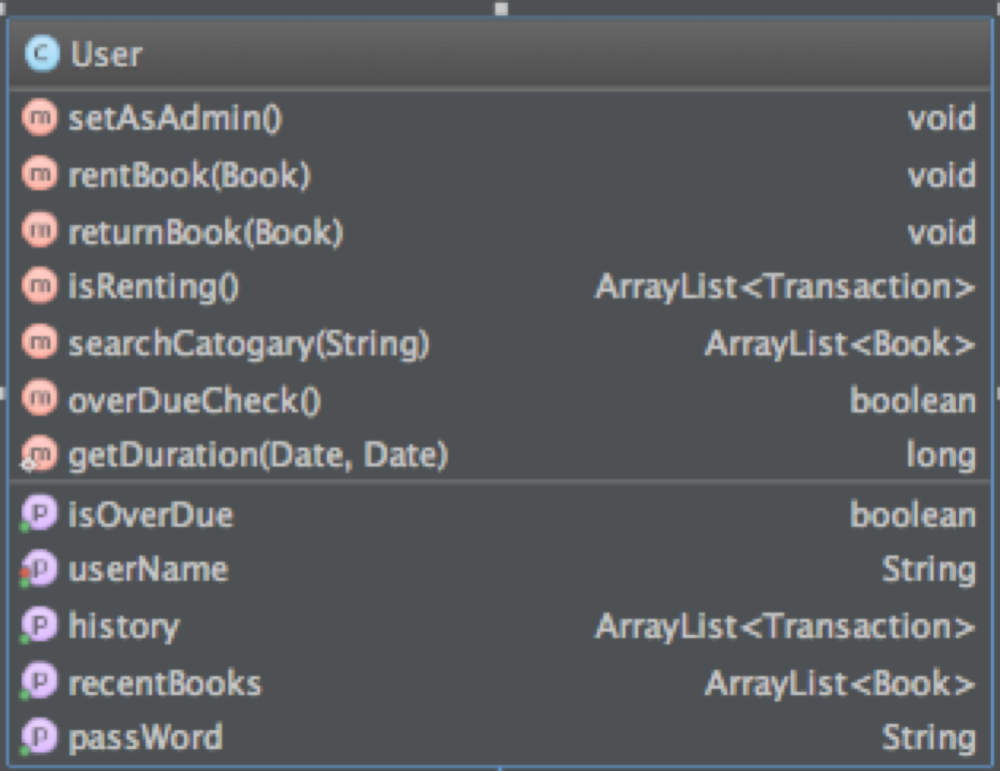 C User
m setAsAdmin() void
m rentBook(Book) void
m returnBook(Book) void
m isRenting() ArrayList<Transaction>
m searchCatogary(String) ArrayList<Book>
m overDueCheck() boolean
m getDuration(Date, Date) long
p isOverDue boolean
p userName String
p history ArrayList<Transaction>
p recentBooks ArrayList<Book>
p passWord String